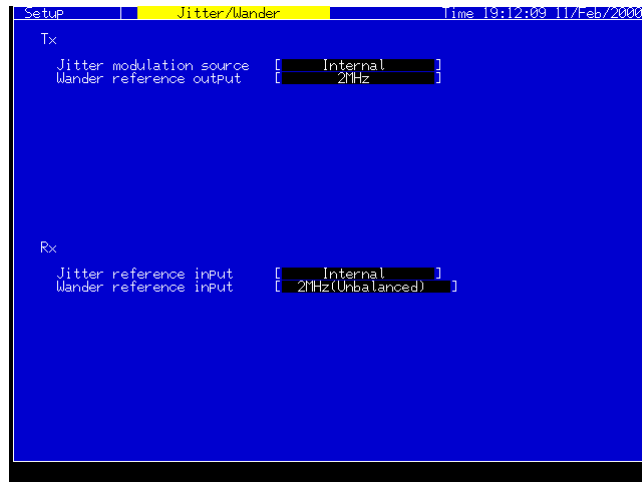 Setup Jitter/Wander Time 19:12:09 11/Feb/2000
Tx
Jitter modulation source [ Internal ]
Wander reference output [ 2MHz ]
Rx
Jitter reference input [ Internal ]
Wander reference input [ 2MHz(Unbalanced) ]